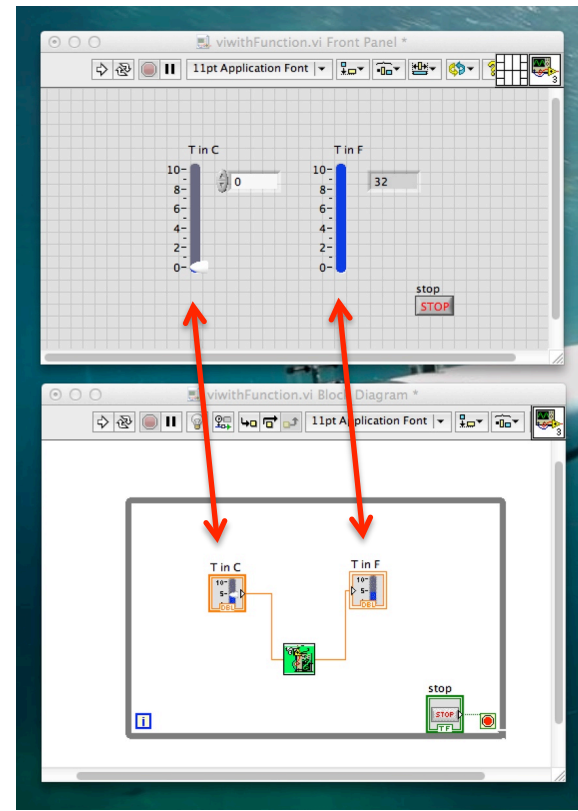 viwithFunction.vi Front Panel *
11pt Application Font
3
T in C
T in F
10
8
6
4
2
0
0
10
8
6
4
2
0
32
stop
STOP
viwithFunction.vi Block Diagram *
11pt Application Font
3
T in C
10
5
DBL
T in F
10
5
DBL
stop
STOP
TF
i